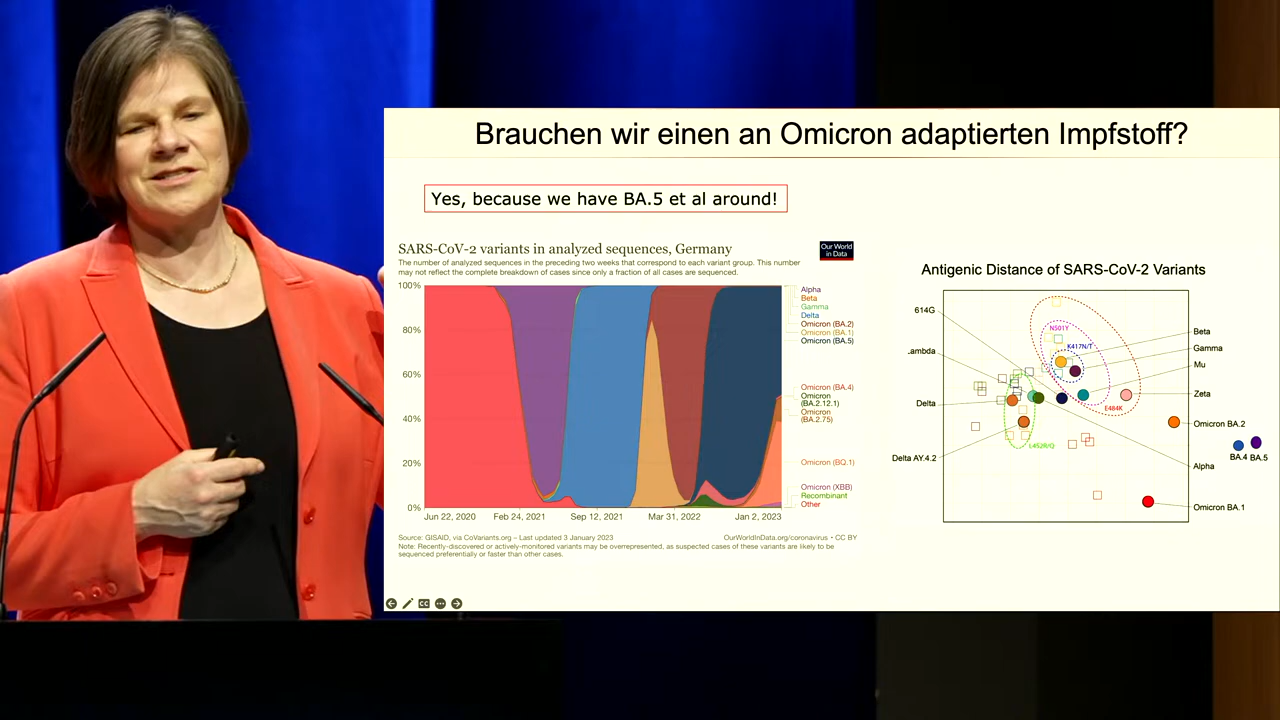 Brauchen wir einen an Omicron adaptierten Impfstoff?
Yes, because we have BA.5 et al around!
SARS-CoV-2 variants in analyzed sequences, Germany
Our World
in Data
The number of analyzed sequences in the preceding two weeks that correspond to each variant group. This number
may not reflect the complete breakdown of cases since only a fraction of all cases are sequenced.
100%
80%
60%
40%
20%
0%
Jun 22, 2020
Feb 24, 2021
Sep 12, 2021
Mar 31, 2022
Jan 2, 2023
Alpha
Beta
Gamma
Delta
Omicron (BA.2)
Omicron (BA.1)
Omicron (BA.5)
Omicron (BA.4)
Omicron
(BA.2.12.1)
Omicron
(BA.2.75)
Omicron (BQ.1)
Omicron (XBB)
Recombinant
Other
Source: GISAID, via CoVariants.org – Last updated 3 January 2023
OurWorldInData.org/coronavirus • CC BY
Note: Recently-discovered or actively-monitored variants may be overrepresented, as suspected cases of these variants are likely to be
sequenced preferentially or faster than other cases.
CC
Antigenic Distance of SARS-CoV-2 Variants
614G
.ambda
Delta
Delta AY.4.2
N501Y
K417N/T
E484K
L452R/Q
Beta
Gamma
Mu
Zeta
Omicron BA.2
BA.4 BA.5
Alpha
Omicron BA.1